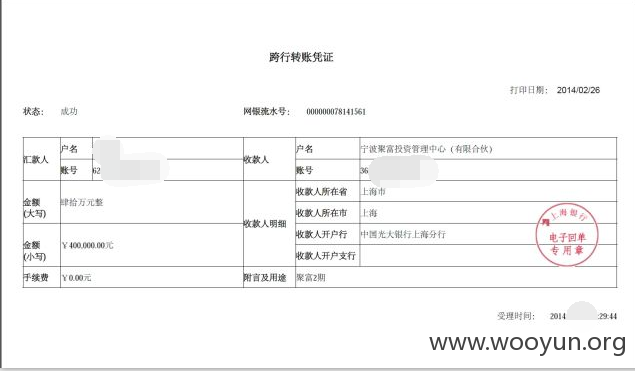 跨行转账凭证
打印日期： 2014/02/26
状态： 成功 网银流水号： 000000078141561
汇款人 户名 收款人 户名 宁波聚富投资管理中心（有限合伙）
账号 62 账号 36
金额(大写) 肆拾万元整 收款人明细 收款人所在省 上海市
收款人所在市 上海
金额(小写) ￥400,000.00元 收款人开户行 中国光大银行上海分行
收款人开户支行
手续费 ￥0.00元 附言及用途 聚富2期
上海银行
电子回单
专用章
受理时间： 2014 :29:44
www.wooyun.org